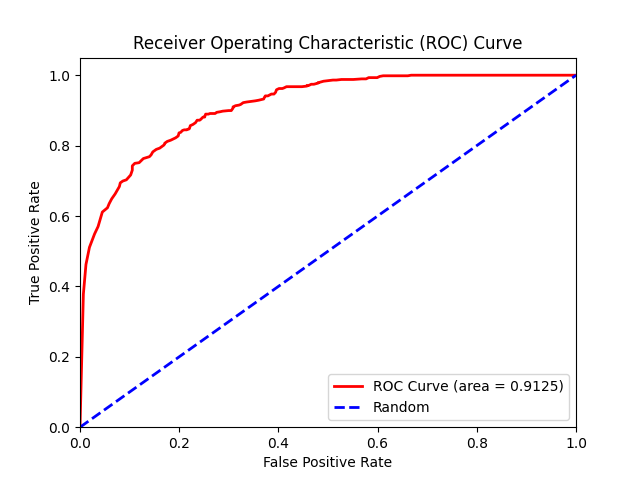 Receiver Operating Characteristic (ROC) Curve
1.0
0.8
0.6
0.4
0.2
0.0
True Positive Rate
ROC Curve (area = 0.9125)
Random
0.0 0.2 0.4 0.6 0.8 1.0
False Positive Rate